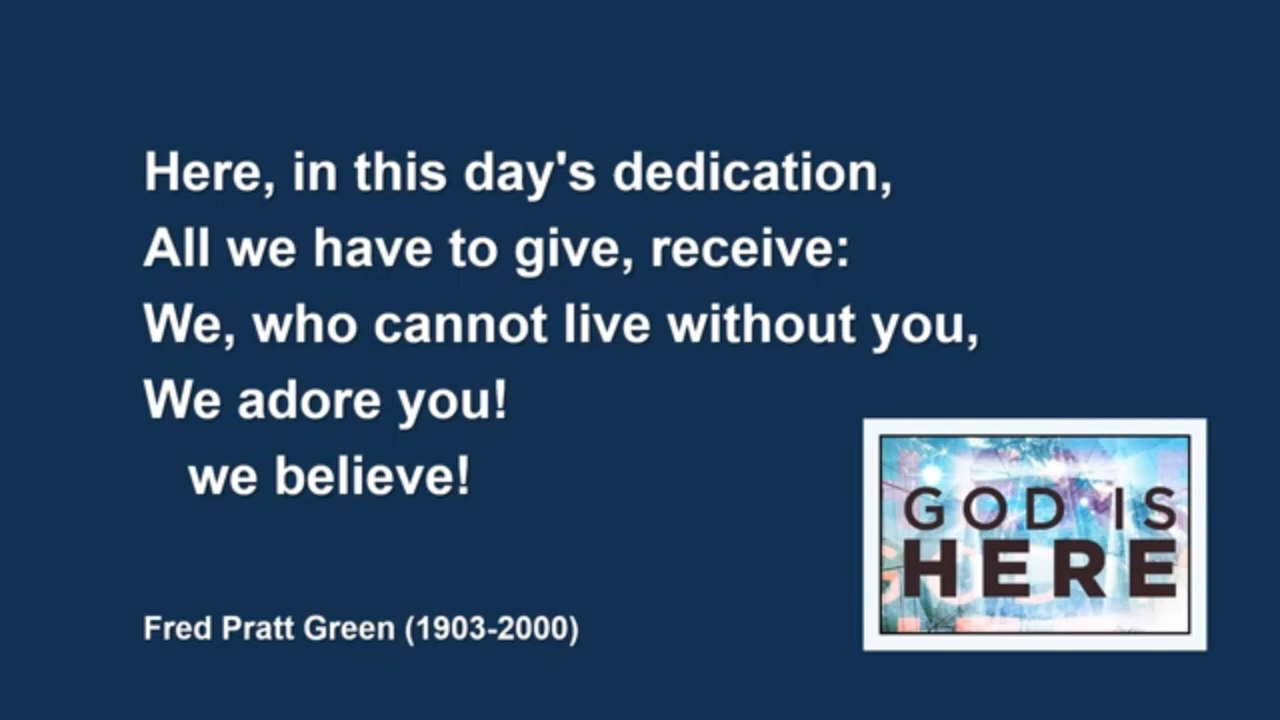 Here, in this day's dedication,
All we have to give, receive:
We, who cannot live without you,
We adore you!
we believe!
GOD IS
HERE
Fred Pratt Green (1903-2000)